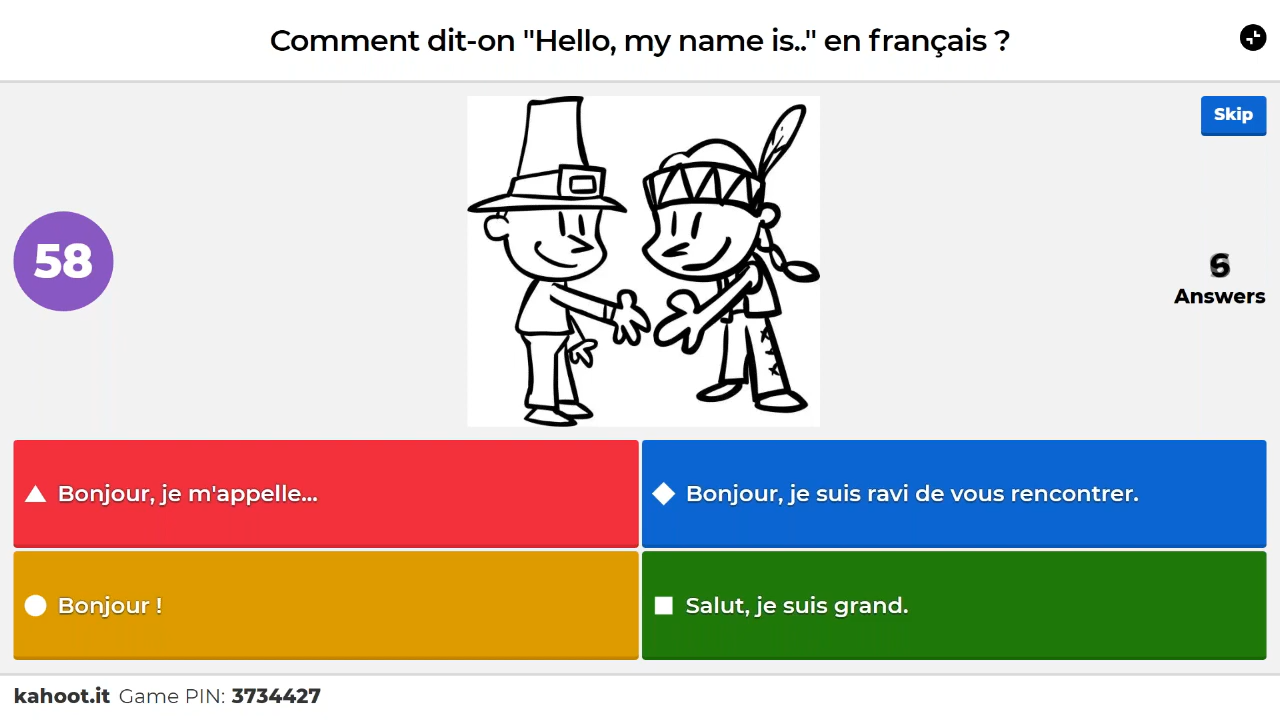 Comment dit-on "Hello, my name is.." en français ?
Skip
58
6
Answers
Bonjour, je m'appelle...
Bonjour, je suis ravi de vous rencontrer.
Bonjour !
Salut, je suis grand.
kahoot.it Game PIN: 3734427